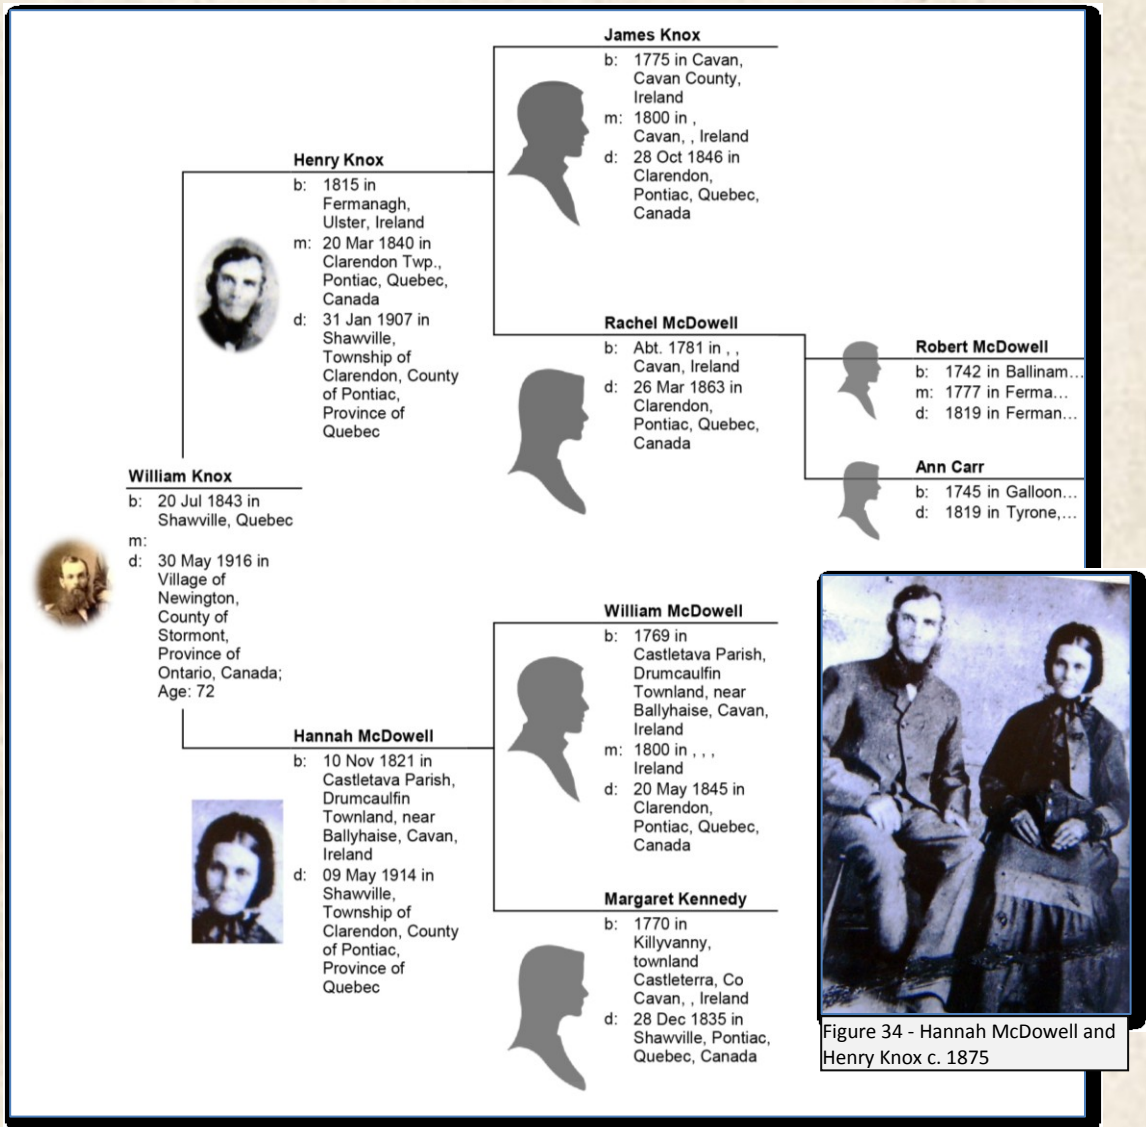 James Knox
b: 1775 in Cavan,
Cavan County,
Ireland
m: 1800 in ,
Cavan, , Ireland
d: 28 Oct 1846 in
Clarendon,
Pontiac, Quebec,
Canada
Henry Knox
b: 1815 in
Fermanagh,
Ulster, Ireland
m: 20 Mar 1840 in
Clarendon Twp.,
Pontiac, Quebec,
Canada
d: 31 Jan 1907 in
Shawville,
Township of
Clarendon, County
of Pontiac,
Province of
Quebec
Rachel McDowell
b: Abt. 1781 in , ,
Cavan, Ireland
d: 26 Mar 1863 in
Clarendon,
Pontiac, Quebec,
Canada
Robert McDowell
b: 1742 in Ballinam...
m: 1777 in Ferma...
d: 1819 in Ferman...
Ann Carr
b: 1745 in Galloon...
d: 1819 in Tyrone,...
William Knox
b: 20 Jul 1843 in
Shawville, Quebec
m:
d: 30 May 1916 in
Village of
Newington,
County of
Stormont,
Province of
Ontario, Canada;
Age: 72
William McDowell
b: 1769 in
Castletava Parish,
Drumcaulfin
Townland, near
Ballyhaise, Cavan,
Ireland
m: 1800 in , , ,
Ireland
d: 20 May 1845 in
Clarendon,
Pontiac, Quebec,
Canada
Hannah McDowell
b: 10 Nov 1821 in
Castletava Parish,
Drumcaulfin
Townland, near
Ballyhaise, Cavan,
Ireland
d: 09 May 1914 in
Shawville,
Township of
Clarendon, County
of Pontiac,
Province of
Quebec
Margaret Kennedy
b: 1770 in
Killyvanny,
townland
Castleterra, Co
Cavan, , Ireland
d: 28 Dec 1835 in
Shawville, Pontiac,
Quebec, Canada
Figure 34 - Hannah McDowell and
Henry Knox c. 1875